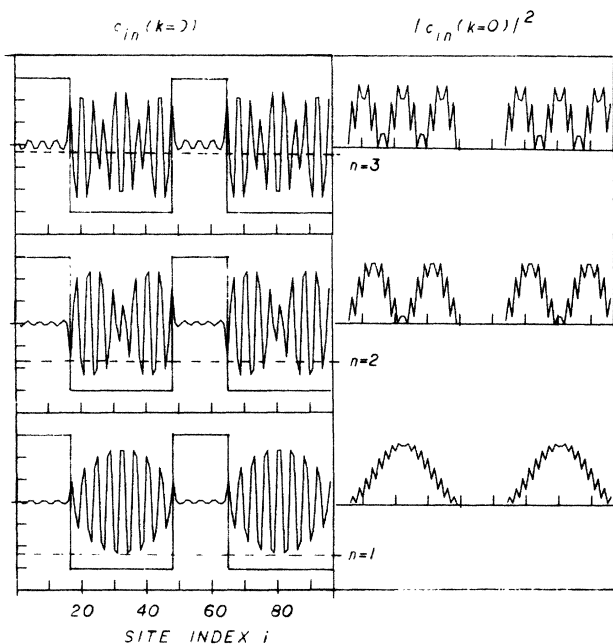 c_in(k=0)
|c_in(k=0)|²
n=3
n=2
n=1
20 40 60 80
SITE INDEX i